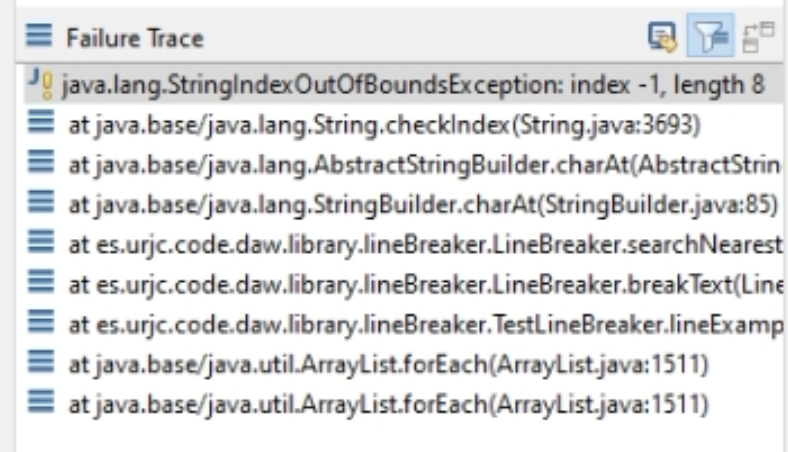 Failure Trace
java.lang.StringIndexOutOfBoundsException: index -1, length 8
at java.base/java.lang.String.checkIndex(String.java:3693)
at java.base/java.lang.AbstractStringBuilder.charAt(AbstractStrin
at java.base/java.lang.StringBuilder.charAt(StringBuilder.java:85)
at es.urjc.code.daw.library.lineBreaker.LineBreaker.searchNearest
at es.urjc.code.daw.library.lineBreaker.LineBreaker.breakText(Line
at es.urjc.code.daw.library.lineBreaker.TestLineBreaker.lineExamp
at java.base/java.util.ArrayList.forEach(ArrayList.java:1511)
at java.base/java.util.ArrayList.forEach(ArrayList.java:1511)